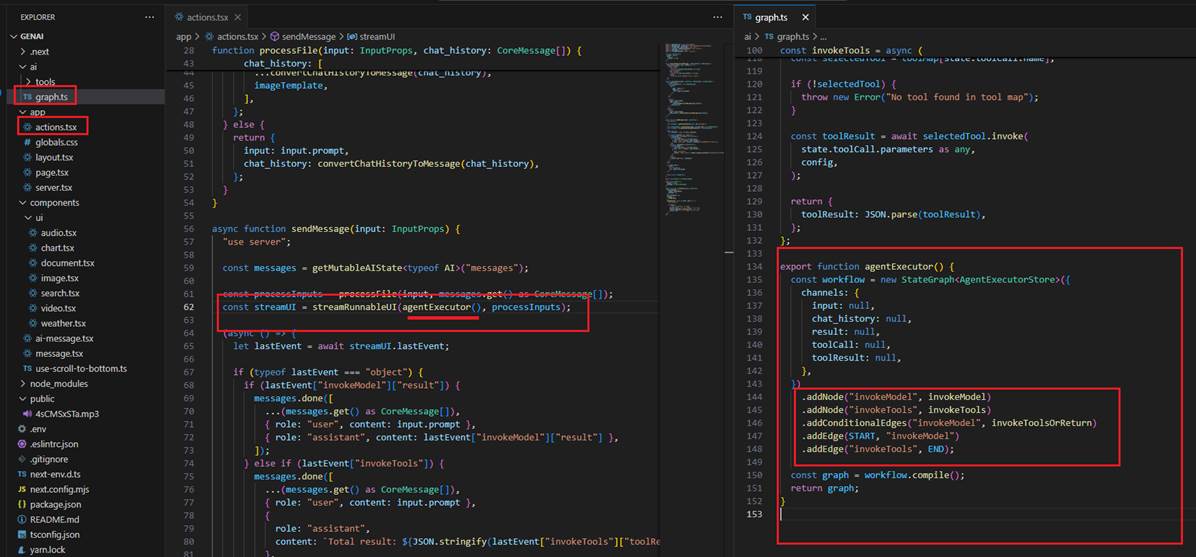 EXPLORER
GENAI
.next
ai
tools
TS graph.ts
app
actions.tsx
# globals.css
layout.tsx
page.tsx
server.tsx
components
ui
audio.tsx
chart.tsx
document.tsx
image.tsx
search.tsx
video.tsx
weather.tsx
ai-message.tsx
message.tsx
TS use-scroll-to-bottom.ts
node_modules
public
4sCMSxSTa.mp3
.env
.eslintrc.json
.gitignore
TS next-env.d.ts
JS next.config.mjs
{} package.json
README.md
tsconfig.json
yarn.lock
actions.tsx
app > actions.tsx > sendMessage > streamUI
28 function processFile(input: InputProps, chat_history: CoreMessage[]) {
43 chat_history: [
44 ...convertChatHistoryToMessage(chat_history),
45 imageTemplate,
46 ],
47 };
48 } else {
49 return {
50 input: input.prompt,
51 chat_history: convertChatHistoryToMessage(chat_history),
52 };
53 }
54 }
55
56 async function sendMessage(input: InputProps) {
57 "use server";
58
59 const messages = getMutableAIState<typeof AI>("messages");
60
61 const processInputs = processFile(input, messages.get() as CoreMessage[]);
62 const streamUI = streamRunnableUI(agentExecutor(), processInputs);
63
64 (async () => {
65 let lastEvent = await streamUI.lastEvent;
66
67 if (typeof lastEvent === "object") {
68 if (lastEvent["invokeModel"]["result"]) {
69 messages.done([
70 ...(messages.get() as CoreMessage[]),
71 { role: "user", content: input.prompt },
72 { role: "assistant", content: lastEvent["invokeModel"]["result"] },
73 ]);
74 } else if (lastEvent["invokeTools"]) {
75 messages.done([
76 ...(messages.get() as CoreMessage[]),
77 { role: "user", content: input.prompt },
78 {
79 role: "assistant",
80 content: `Total result: ${JSON.stringify(lastEvent["invokeTools"]["toolRe
81 },
TS graph.ts
ai > TS graph.ts > ...
100 const invokeTools = async (
118 const selectedTool = toolMap[state.toolCall.name];
119
120 if (!selectedTool) {
121 throw new Error("No tool found in tool map");
122 }
123
124 const toolResult = await selectedTool.invoke(
125 state.toolCall.parameters as any,
126 config,
127 );
128
129 return {
130 toolResult: JSON.parse(toolResult),
131 };
132 };
133
134 export function agentExecutor() {
135 const workflow = new StateGraph<AgentExecutorStore>({
136 channels: {
137 input: null,
138 chat_history: null,
139 result: null,
140 toolCall: null,
141 toolResult: null,
142 },
143 })
144 .addNode("invokeModel", invokeModel)
145 .addNode("invokeTools", invokeTools)
146 .addConditionalEdges("invokeModel", invokeToolsOrReturn)
147 .addEdge(START, "invokeModel")
148 .addEdge("invokeTools", END);
149
150 const graph = workflow.compile();
151 return graph;
152 }
153